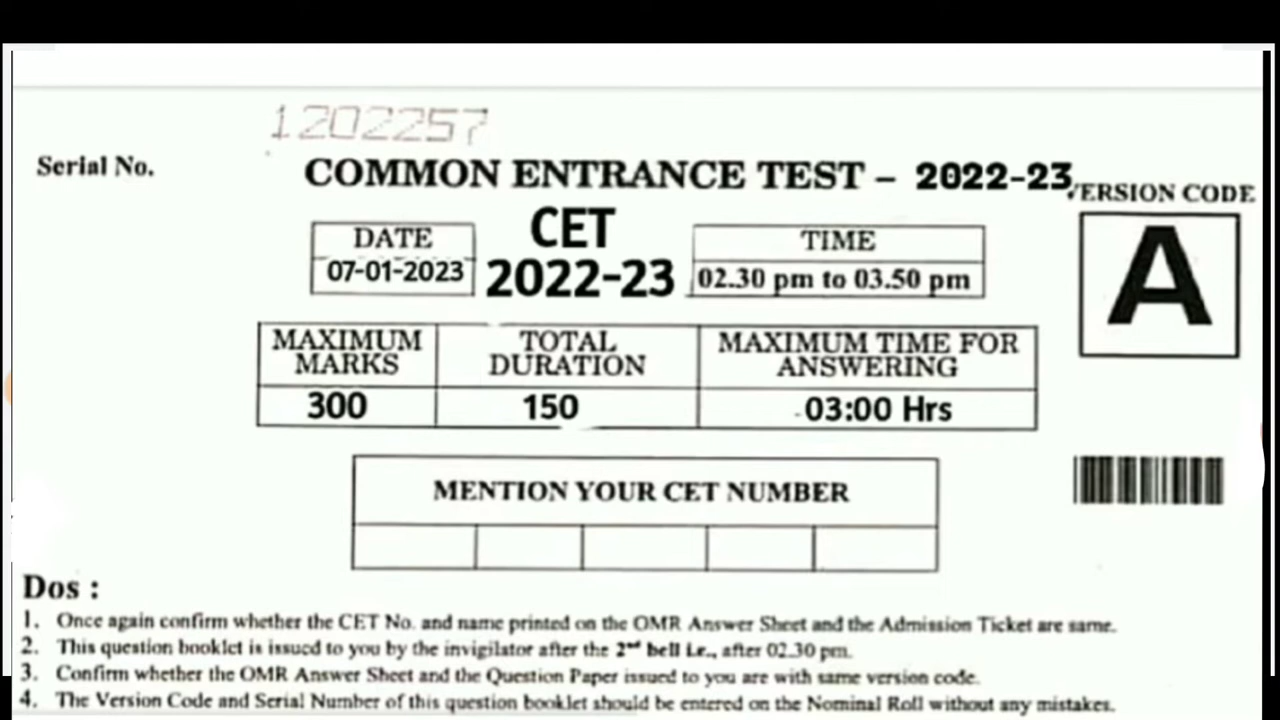 1202257
Serial No.
COMMON ENTRANCE TEST – 2022-23
VERSION CODE
A
DATE
07-01-2023
CET
2022-23
TIME
02.30 pm to 03.50 pm
MAXIMUM MARKS
TOTAL DURATION
MAXIMUM TIME FOR ANSWERING
300
150
03:00 Hrs
MENTION YOUR CET NUMBER
Dos :
1. Once again confirm whether the CET No. and name printed on the OMR Answer Sheet and the Admission Ticket are same.
2. This question booklet is issued to you by the invigilator after the 2nd bell i.e., after 02.30 pm.
3. Confirm whether the OMR Answer Sheet and the Question Paper issued to you are with same version code.
4. The Version Code and Serial Number of this question booklet should be entered on the Nominal Roll without any mistakes.